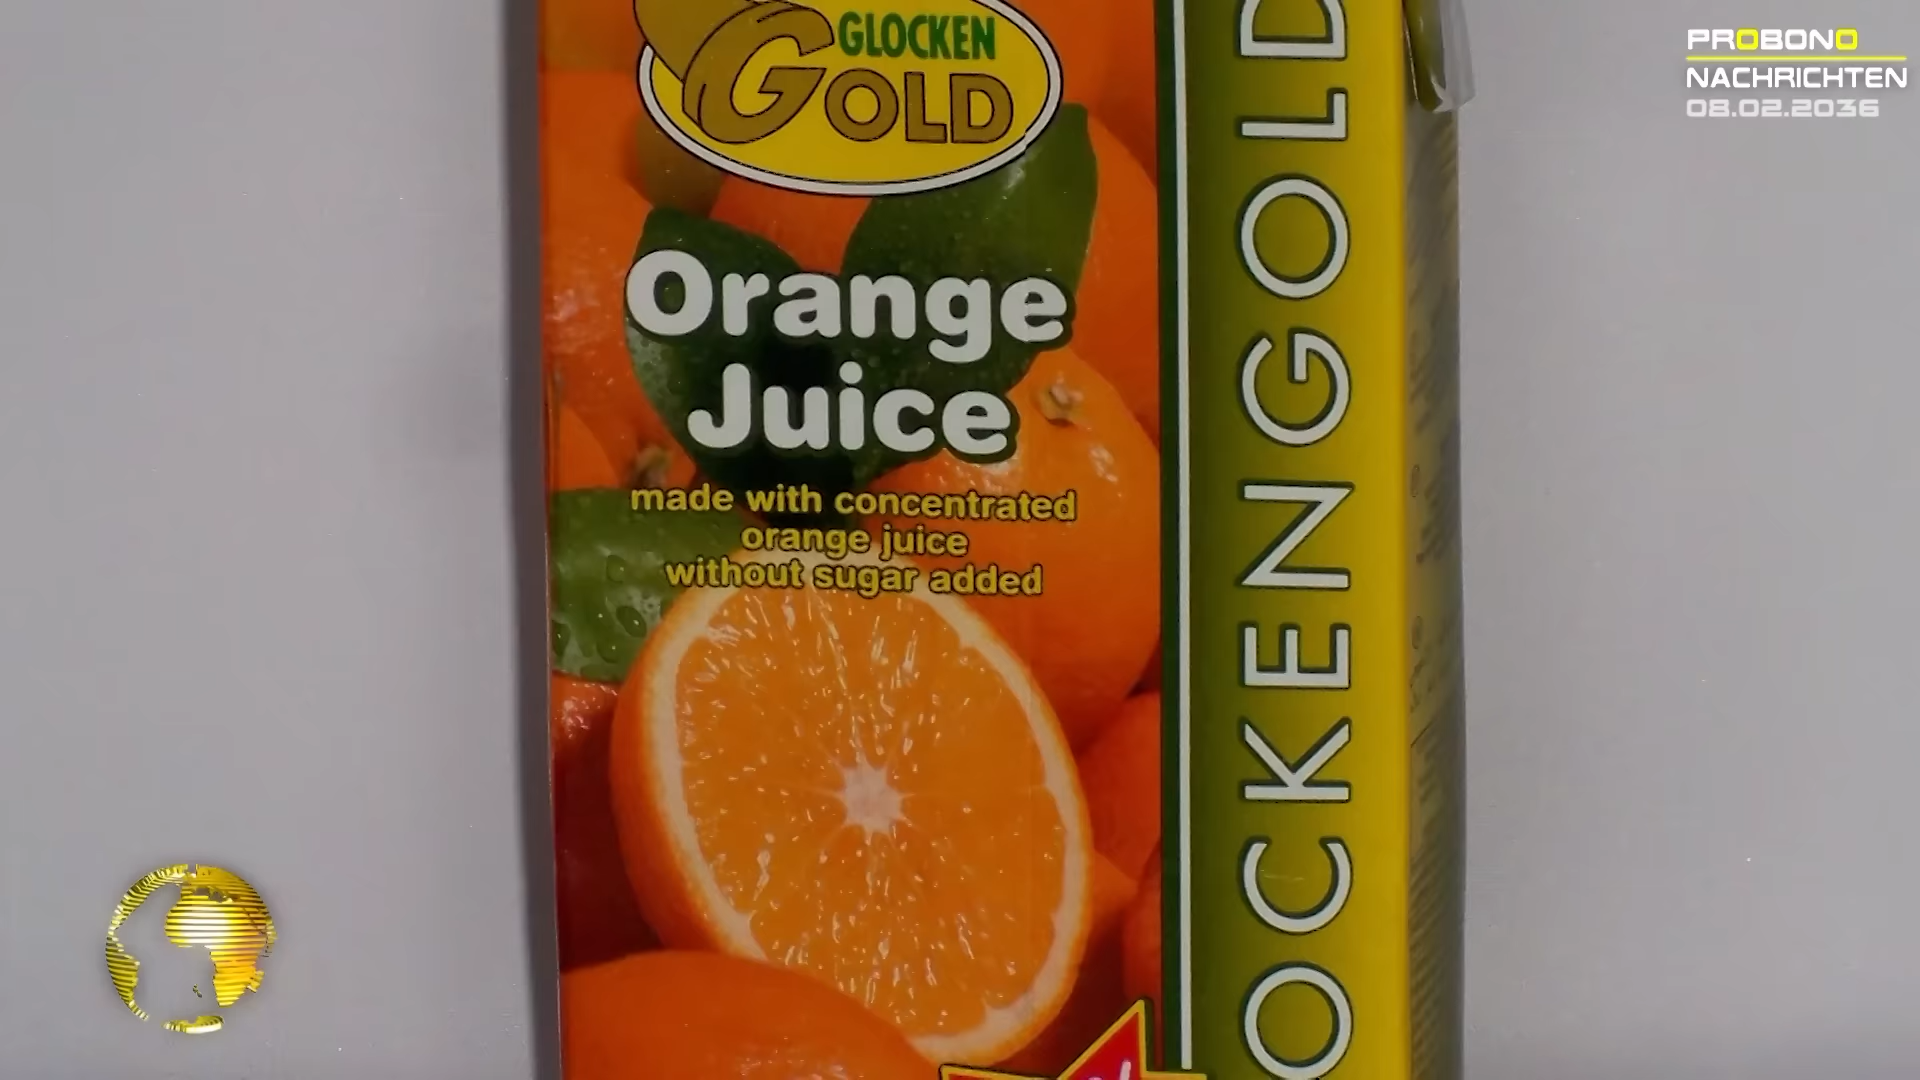 GLOCKEN
GOLD
Orange
Juice
made with concentrated
orange juice
without sugar added
OCKENGOLD
PROBONO
NACHRICHTEN
08.02.2036